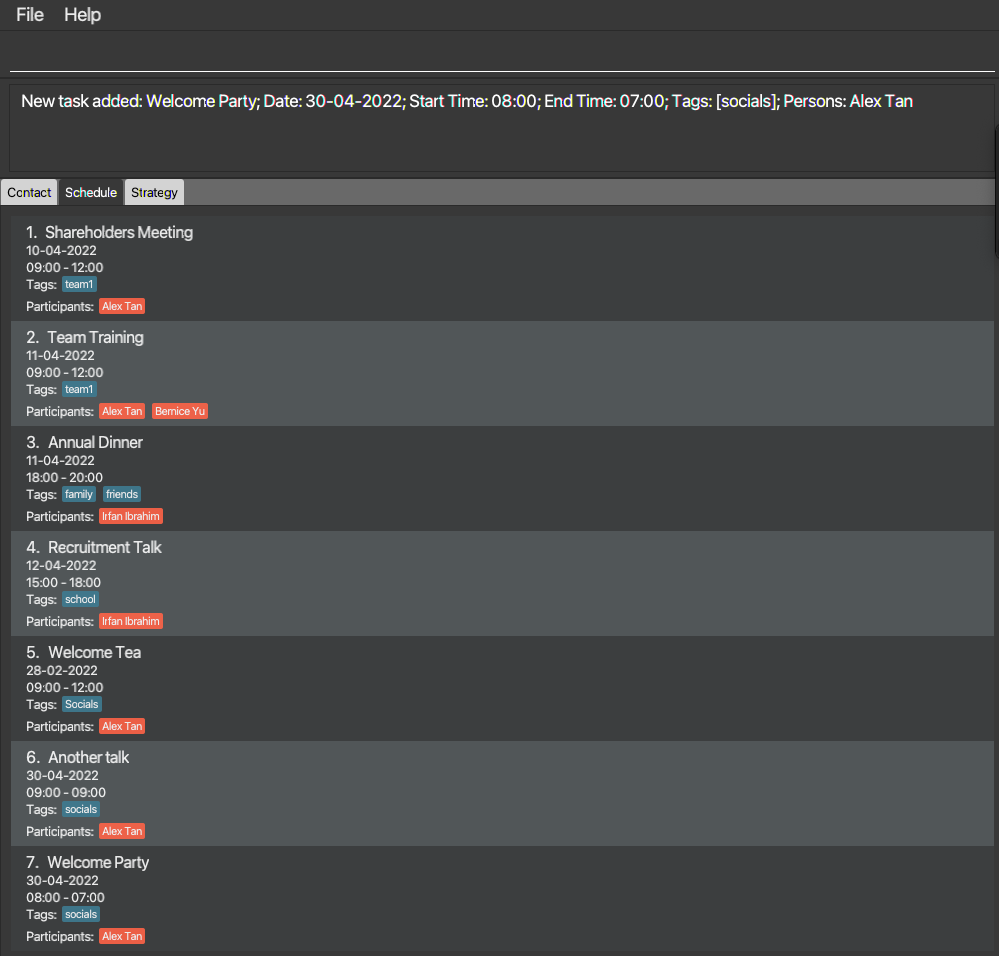 File Help
New task added: Welcome Party; Date: 30-04-2022; Start Time: 08:00; End Time: 07:00; Tags: [socials]; Persons: Alex Tan
Contact Schedule Strategy
1. Shareholders Meeting
10-04-2022
09:00 - 12:00
Tags: team1
Participants: Alex Tan
2. Team Training
11-04-2022
09:00 - 12:00
Tags: team1
Participants: Alex Tan Bernice Yu
3. Annual Dinner
11-04-2022
18:00 - 20:00
Tags: family friends
Participants: Irfan Ibrahim
4. Recruitment Talk
12-04-2022
15:00 - 18:00
Tags: school
Participants: Irfan Ibrahim
5. Welcome Tea
28-02-2022
09:00 - 12:00
Tags: Socials
Participants: Alex Tan
6. Another talk
30-04-2022
09:00 - 09:00
Tags: socials
Participants: Alex Tan
7. Welcome Party
30-04-2022
08:00 - 07:00
Tags: socials
Participants: Alex Tan